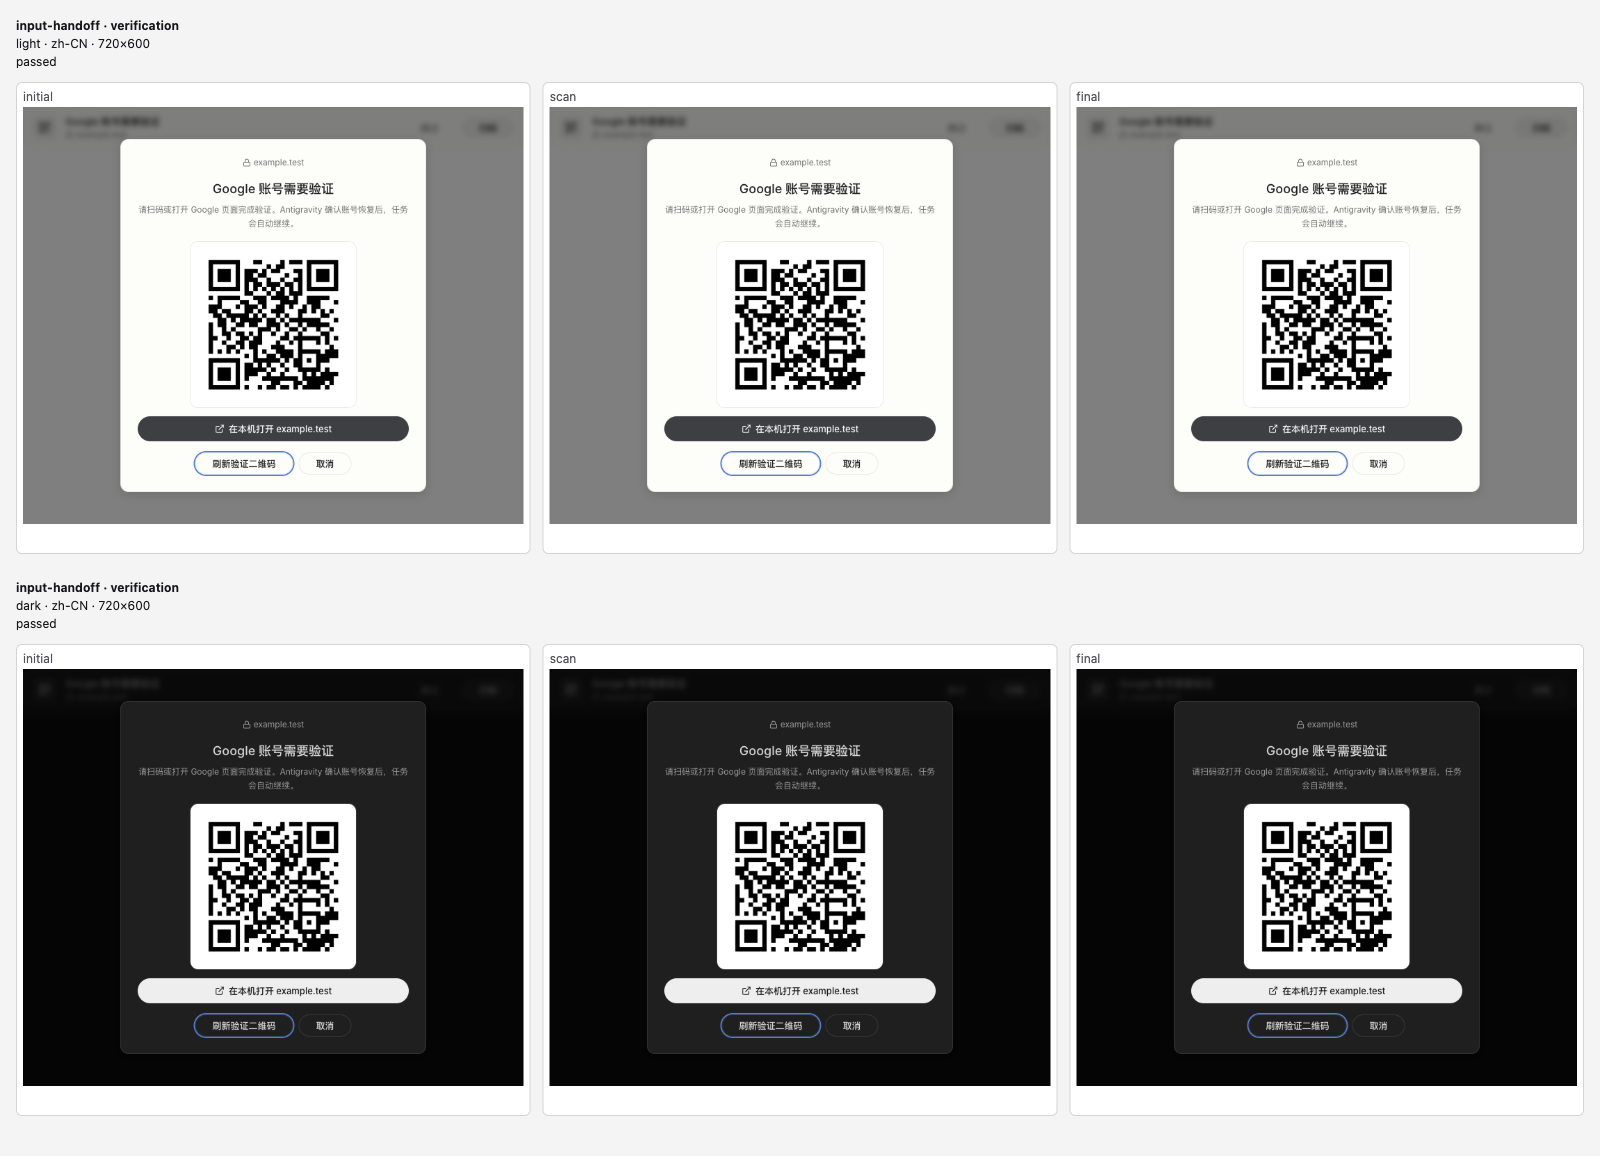 input-handoff · verification
light · zh-CN · 720×600
passed
initial
example.test
Google 账号需要验证
请扫码或打开 Google 页面完成验证。Antigravity 确认账号恢复后，任务
会自动继续。
在本机打开 example.test
刷新验证二维码
取消
scan
example.test
Google 账号需要验证
请扫码或打开 Google 页面完成验证。Antigravity 确认账号恢复后，任务
会自动继续。
在本机打开 example.test
刷新验证二维码
取消
final
example.test
Google 账号需要验证
请扫码或打开 Google 页面完成验证。Antigravity 确认账号恢复后，任务
会自动继续。
在本机打开 example.test
刷新验证二维码
取消
input-handoff · verification
dark · zh-CN · 720×600
passed
initial
example.test
Google 账号需要验证
请扫码或打开 Google 页面完成验证。Antigravity 确认账号恢复后，任务
会自动继续。
在本机打开 example.test
刷新验证二维码
取消
scan
example.test
Google 账号需要验证
请扫码或打开 Google 页面完成验证。Antigravity 确认账号恢复后，任务
会自动继续。
在本机打开 example.test
刷新验证二维码
取消
final
example.test
Google 账号需要验证
请扫码或打开 Google 页面完成验证。Antigravity 确认账号恢复后，任务
会自动继续。
在本机打开 example.test
刷新验证二维码
取消